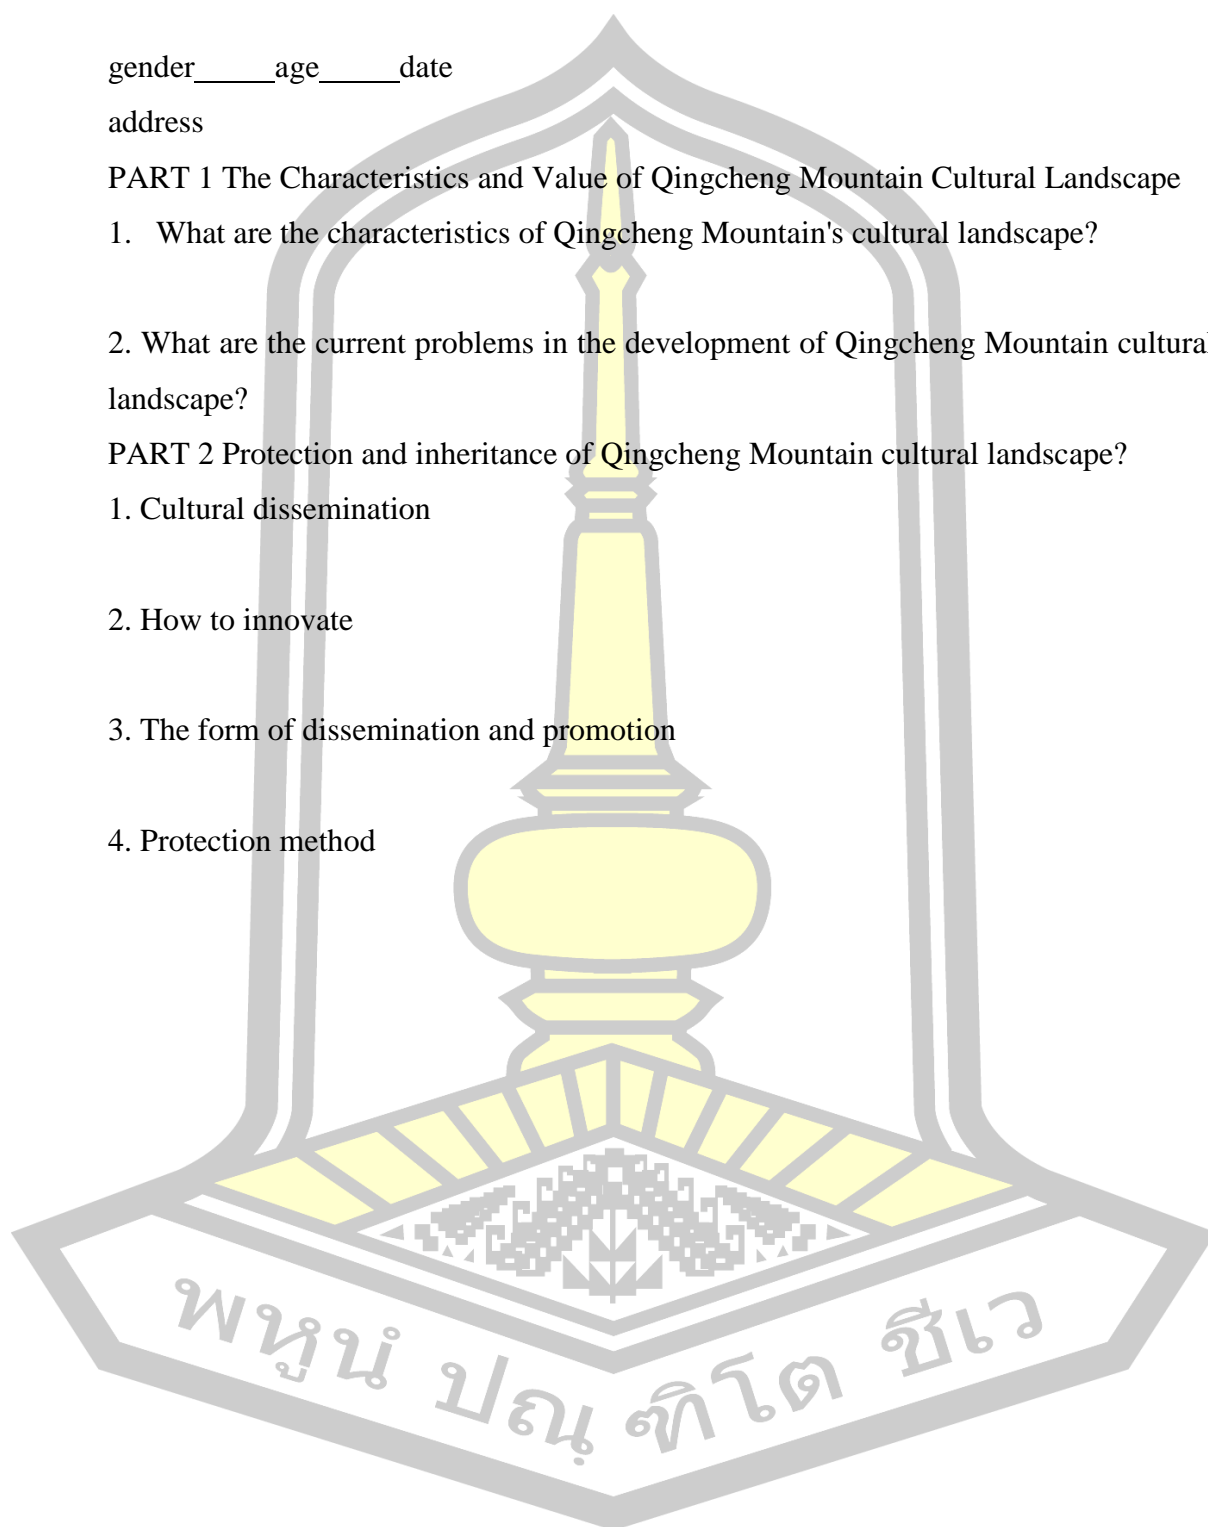 gender_____age_____date
address
PART 1 The Characteristics and Value of Qingcheng Mountain Cultural Landscape
1. What are the characteristics of Qingcheng Mountain's cultural landscape?
2. What are the current problems in the development of Qingcheng Mountain cultural
landscape?
PART 2 Protection and inheritance of Qingcheng Mountain cultural landscape?
1. Cultural dissemination
2. How to innovate
3. The form of dissemination and promotion
4. Protection method
พหูนํ ปณฺฑิโต ชีเว